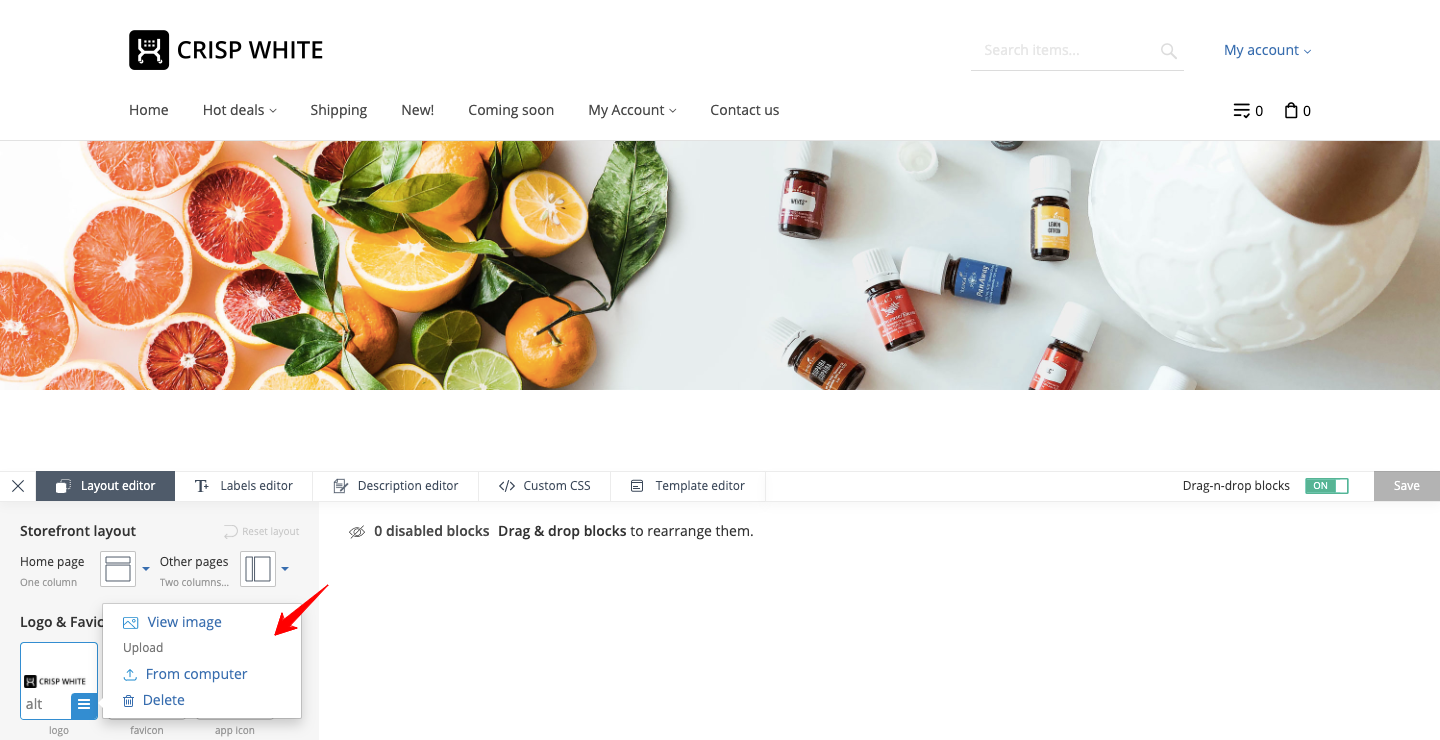 CRISP WHITE
Search items...
My account
Home
Hot deals
Shipping
New!
Coming soon
My Account
Contact us
0
0
LEMON
PanAway
Layout editor
Labels editor
Description editor
Custom CSS
Template editor
Drag-n-drop blocks
ON
Save
Storefront layout
Reset layout
Home page
One column
Other pages
Two columns...
0 disabled blocks Drag & drop blocks to rearrange them.
Logo & Favic
View image
Upload
From computer
Delete
CRISP WHITE
alt
logo
favicon
app icon